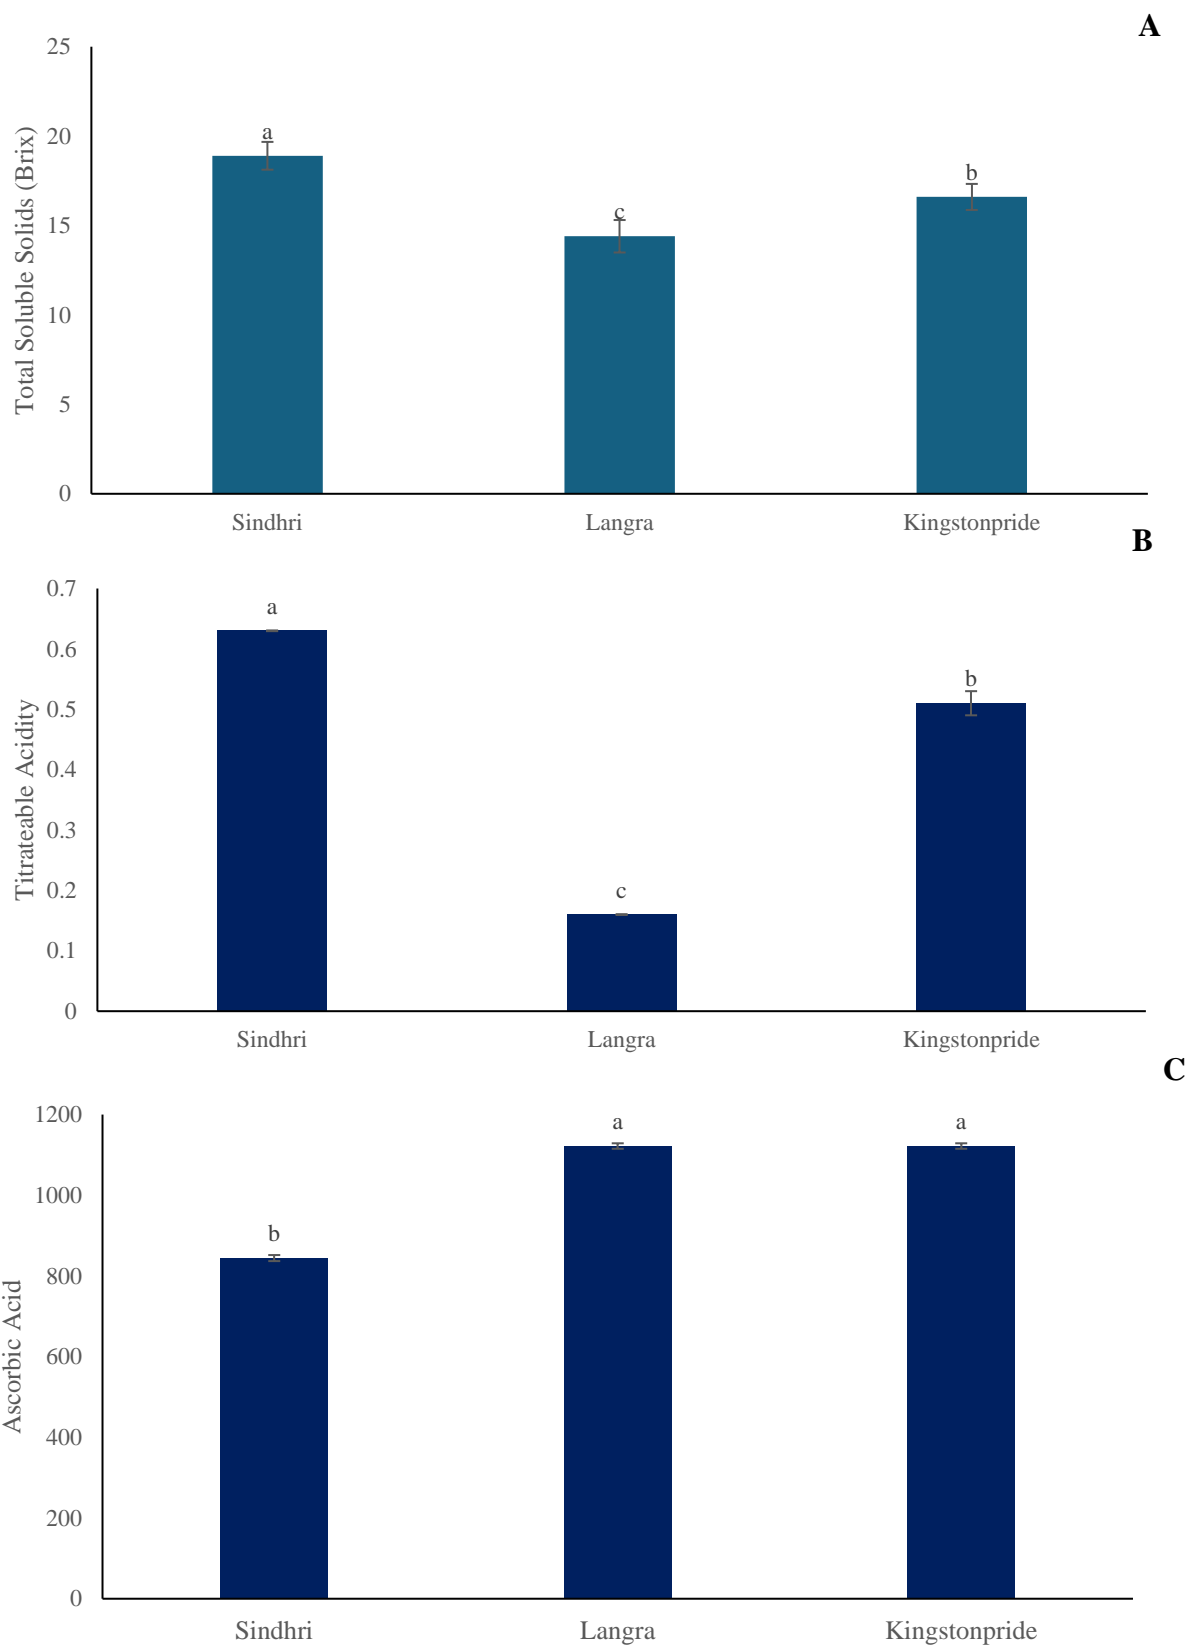 A
25
20
15
10
5
0
Total Soluble Solids (Brix)
a
c
b
Sindhri Langra Kingstonpride
B
0.7
0.6
0.5
0.4
0.3
0.2
0.1
0
Titrateable Acidity
a
c
b
Sindhri Langra Kingstonpride
C
1200
1000
800
600
400
200
0
Ascorbic Acid
b
a
a
Sindhri Langra Kingstonpride